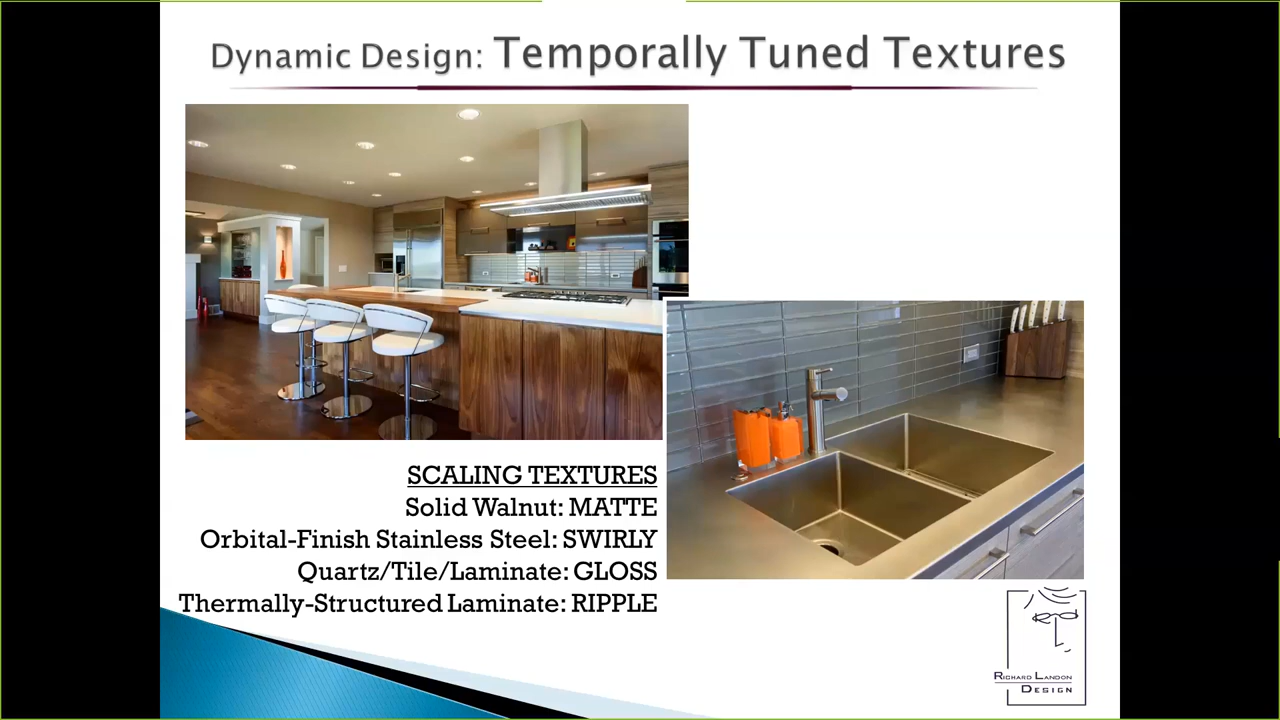 Dynamic Design: Temporally Tuned Textures
SCALING TEXTURES
Solid Walnut: MATTE
Orbital-Finish Stainless Steel: SWIRLY
Quartz/Tile/Laminate: GLOSS
Thermally-Structured Laminate: RIPPLE
RICHARD LANDON
DESIGN